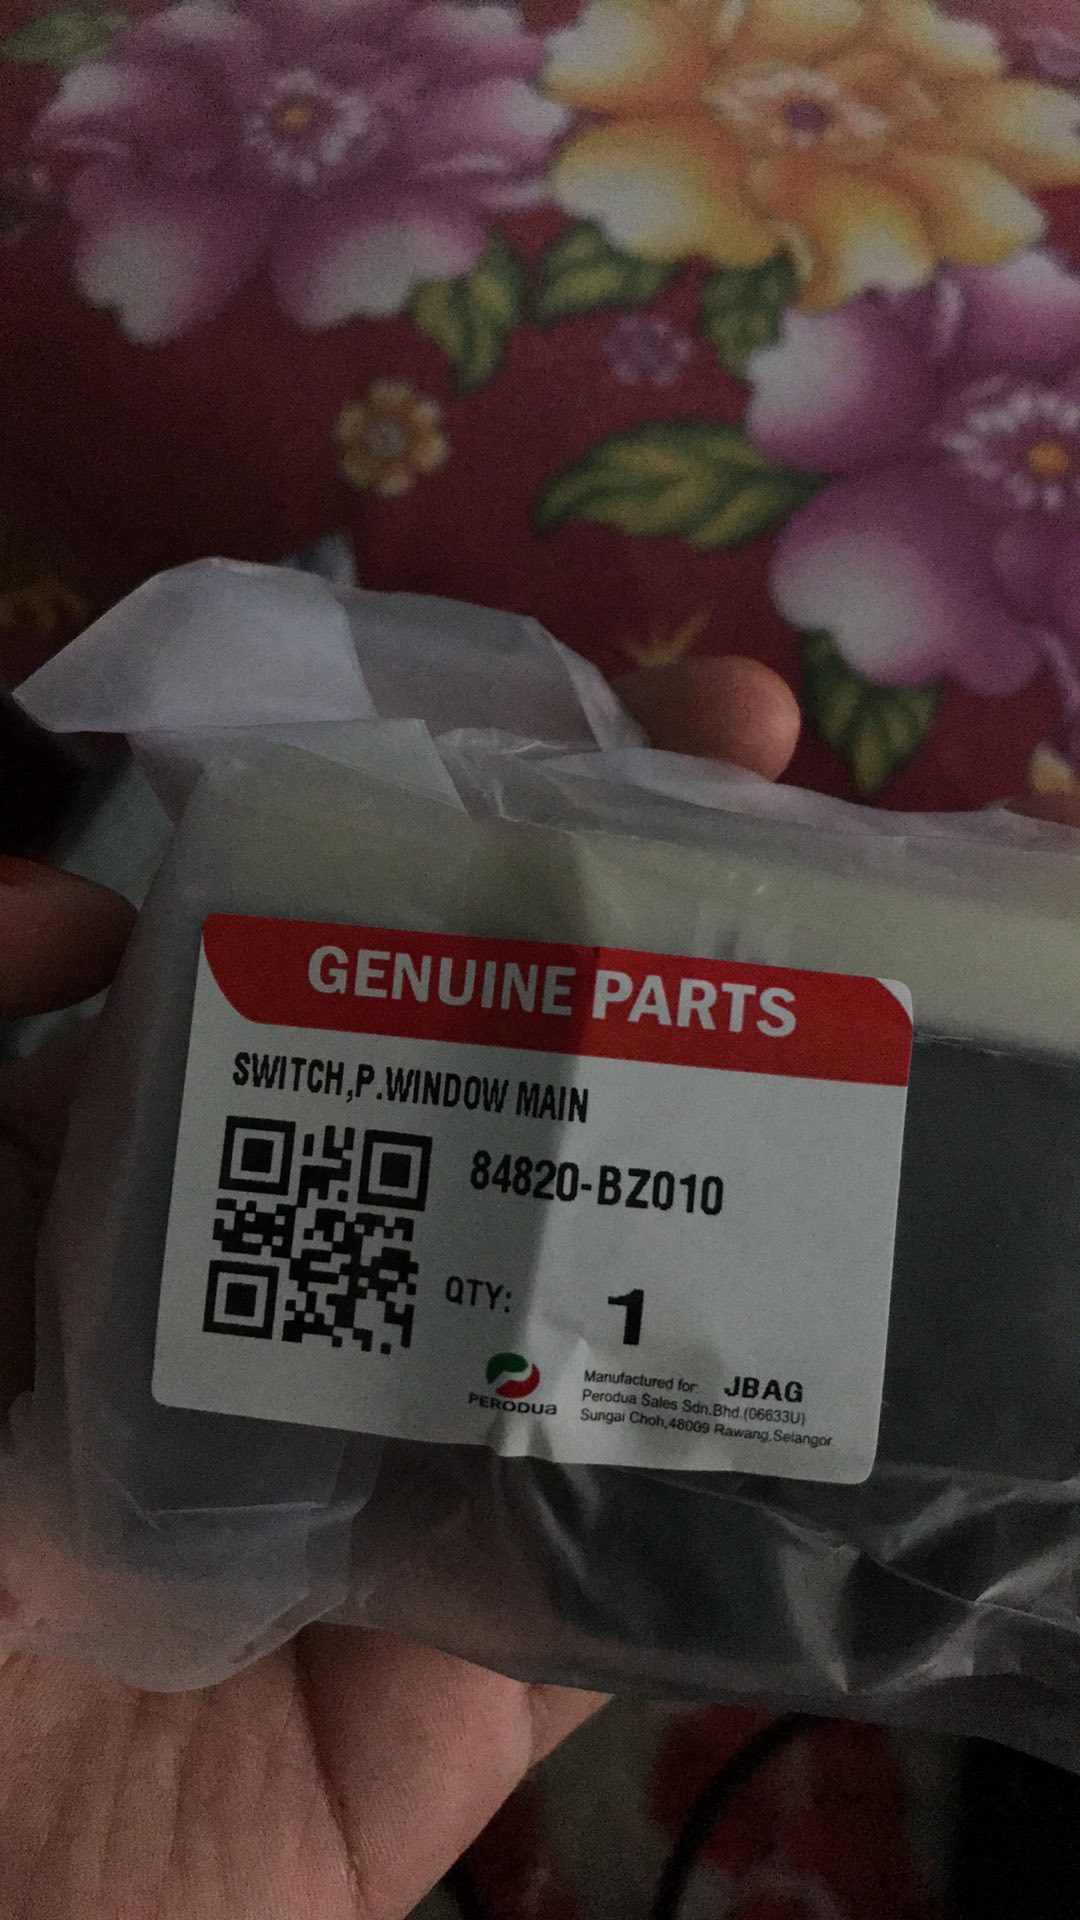 GENUINE PARTS
SWITCH,P.WINDOW MAIN
84820-BZ010
QTY: 1
PERODUA
Manufactured for: JBAG
Perodua Sales Sdn.Bhd.(06633U)
Sungai Choh,48009 Rawang,Selangor